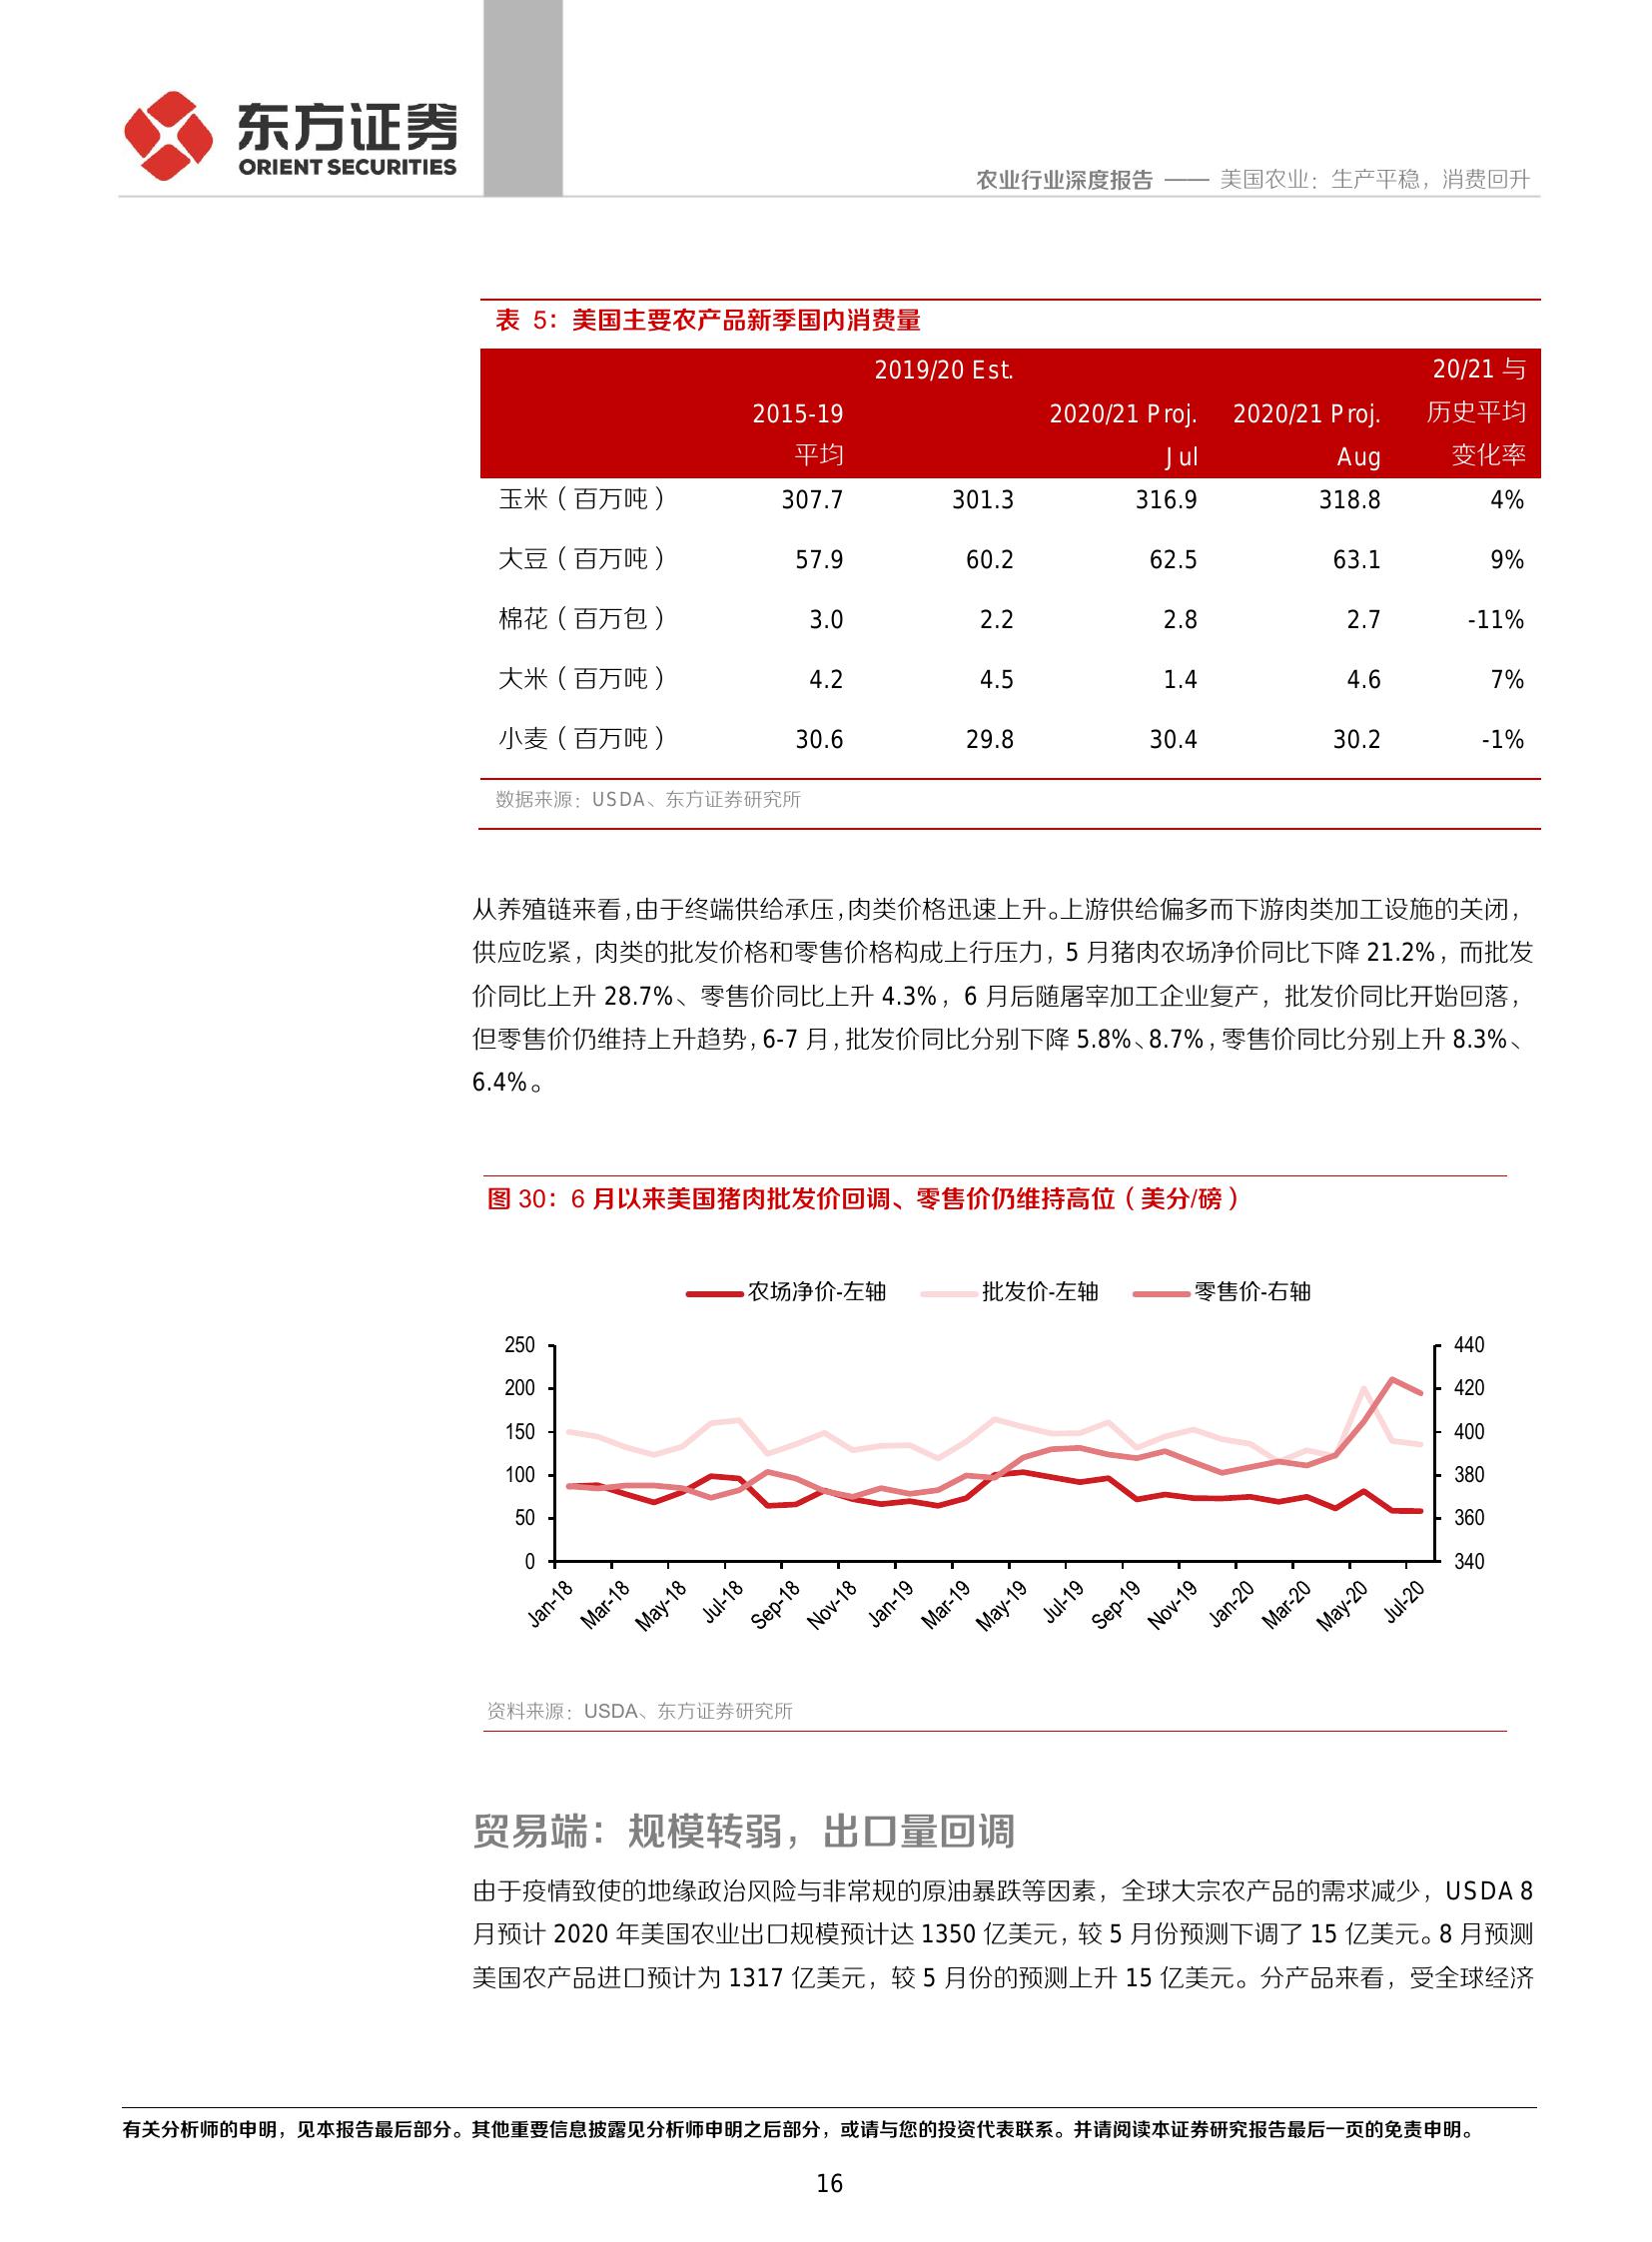 东方证券
ORIENT SECURITIES
农业行业深度报告 —— 美国农业：生产平稳，消费回升
表 5：美国主要农产品新季国内消费量
2019/20 Est. 20/21 与
2015-19 2020/21 Proj. 2020/21 Proj. 历史平均
平均 Jul Aug 变化率
玉米（百万吨） 307.7 301.3 316.9 318.8 4%
大豆（百万吨） 57.9 60.2 62.5 63.1 9%
棉花（百万包） 3.0 2.2 2.8 2.7 -11%
大米（百万吨） 4.2 4.5 1.4 4.6 7%
小麦（百万吨） 30.6 29.8 30.4 30.2 -1%
数据来源：USDA、东方证券研究所
从养殖链来看，由于终端供给承压，肉类价格迅速上升。上游供给偏多而下游肉类加工设施的关闭，
供应吃紧，肉类的批发价格和零售价格构成上行压力，5 月猪肉农场净价同比下降 21.2%，而批发
价同比上升 28.7%、零售价同比上升 4.3%，6 月后随屠宰加工企业复产，批发价同比开始回落，
但零售价仍维持上升趋势，6-7 月，批发价同比分别下降 5.8%、8.7%，零售价同比分别上升 8.3%、
6.4%。
图 30：6 月以来美国猪肉批发价回调、零售价仍维持高位（美分/磅）
农场净价-左轴 批发价-左轴 零售价-右轴
250 440
200 420
150 400
100 380
50 360
0 340
Jan-18 Mar-18 May-18 Jul-18 Sep-18 Nov-18 Jan-19 Mar-19 May-19 Jul-19 Sep-19 Nov-19 Jan-20 Mar-20 May-20 Jul-20
资料来源：USDA、东方证券研究所
贸易端：规模转弱，出口量回调
由于疫情致使的地缘政治风险与非常规的原油暴跌等因素，全球大宗农产品的需求减少，USDA 8
月预计 2020 年美国农业出口规模预计达 1350 亿美元，较 5 月份预测下调了 15 亿美元。8 月预测
美国农产品进口预计为 1317 亿美元，较 5 月份的预测上升 15 亿美元。分产品来看，受全球经济
有关分析师的申明，见本报告最后部分。其他重要信息披露见分析师申明之后部分，或请与您的投资代表联系。并请阅读本证券研究报告最后一页的免责申明。
16